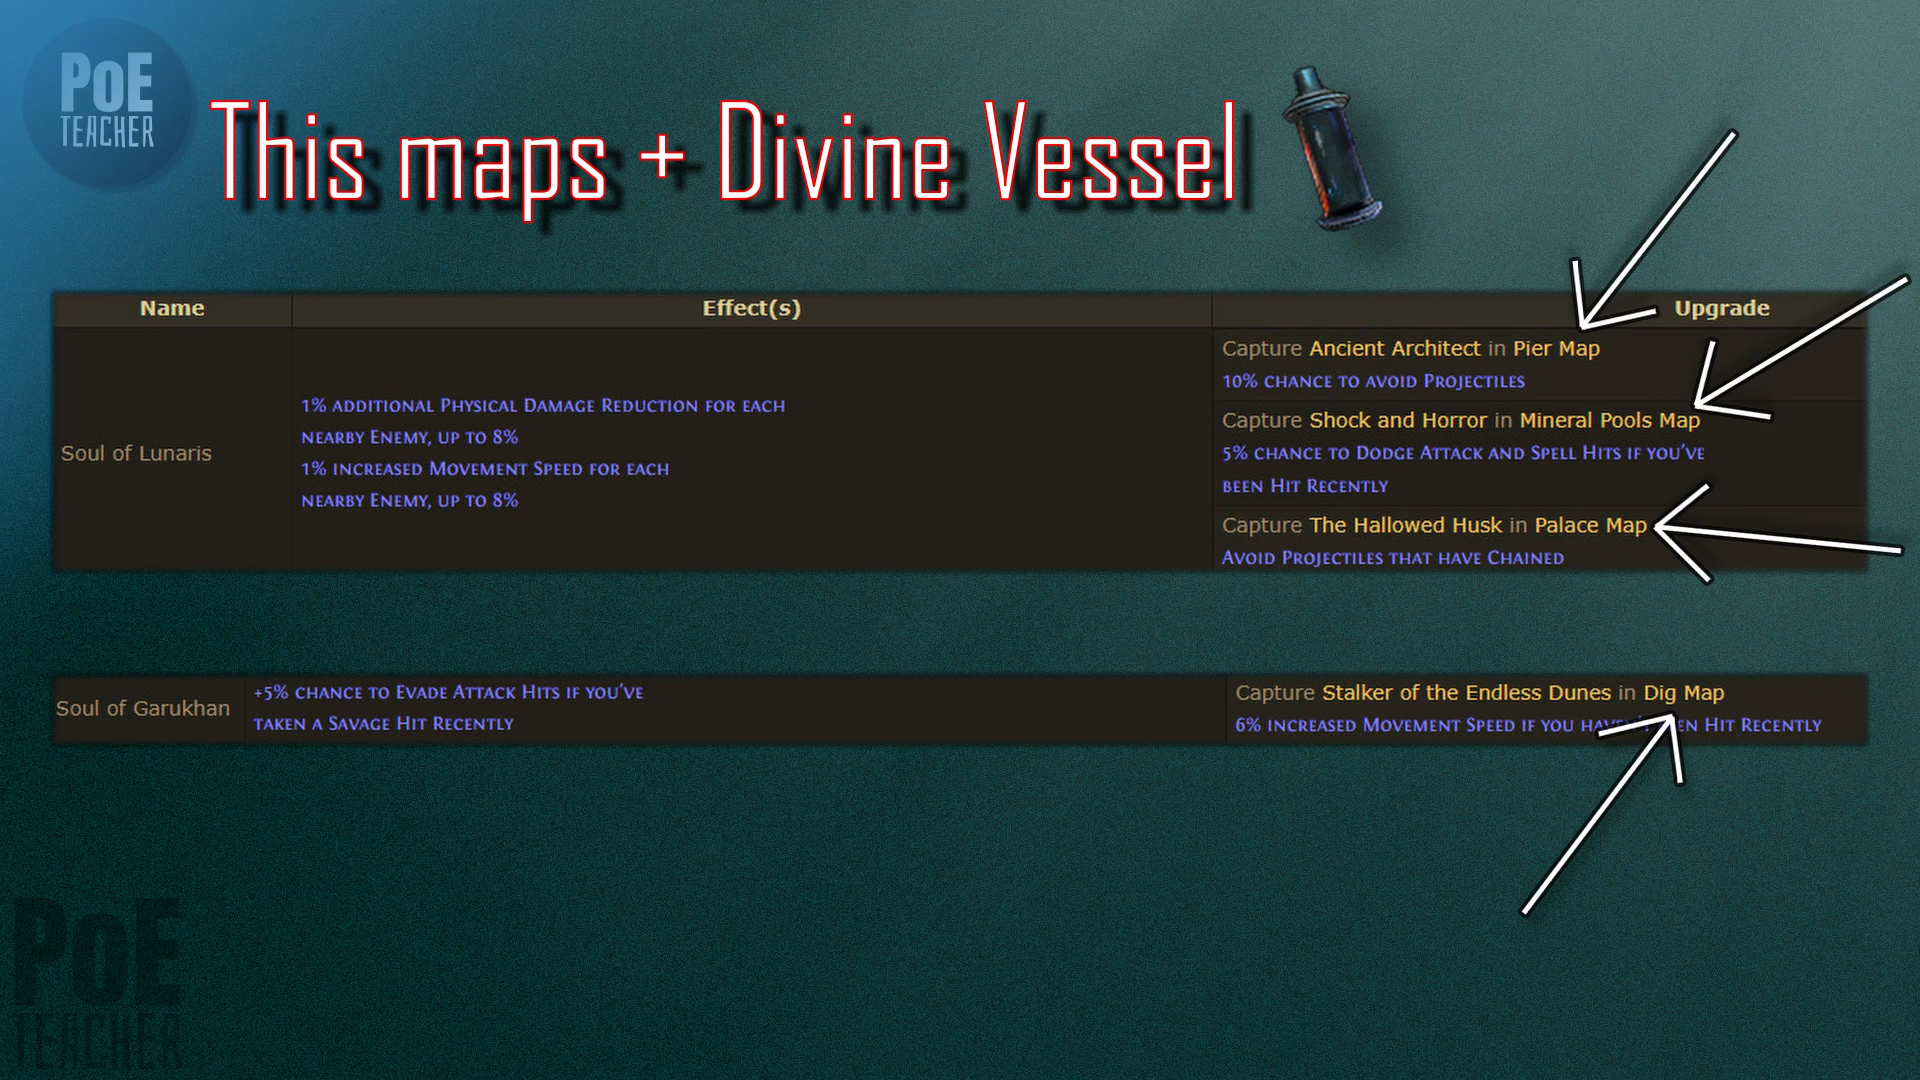 PoE
TEACHER
This maps + Divine Vessel
Name
Effect(s)
Upgrade
Soul of Lunaris
1% additional Physical Damage Reduction for each
nearby Enemy, up to 8%
1% increased Movement Speed for each
nearby Enemy, up to 8%
Capture Ancient Architect in Pier Map
10% chance to avoid Projectiles
Capture Shock and Horror in Mineral Pools Map
5% chance to Dodge Attack and Spell Hits if you've
been Hit Recently
Capture The Hallowed Husk in Palace Map
Avoid Projectiles that have Chained
Soul of Garukhan
+5% chance to Evade Attack Hits if you've
taken a Savage Hit Recently
Capture Stalker of the Endless Dunes in Dig Map
6% increased Movement Speed if you Hit Recently
PoE
TEACHER